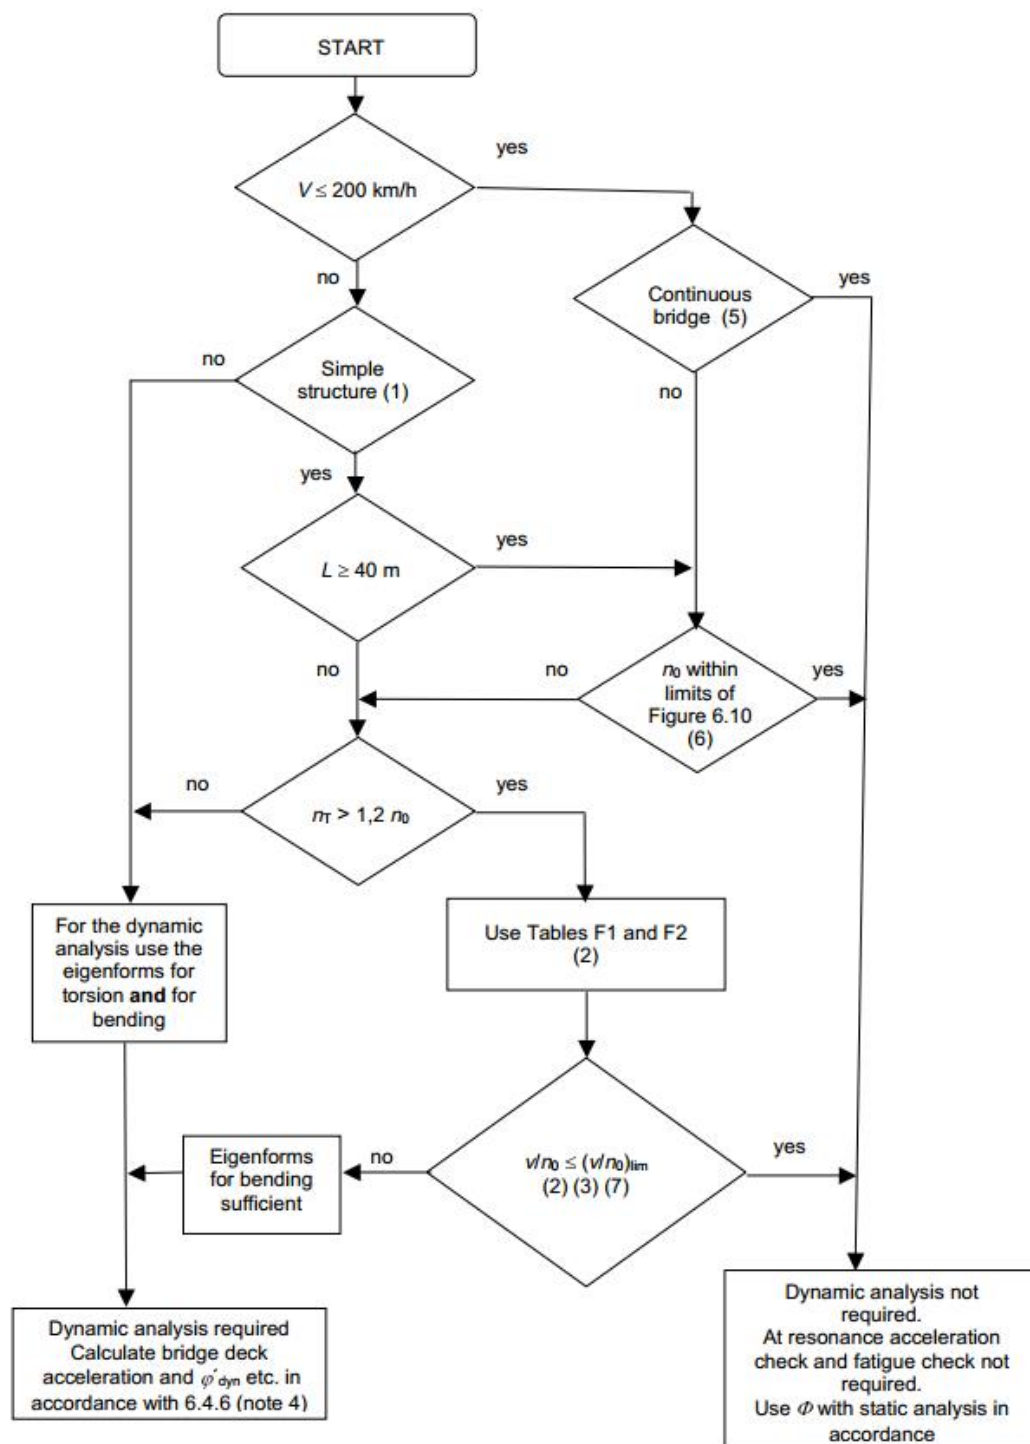 START
yes
V ≤ 200 km/h
no
yes
Continuous
bridge (5)
no
Simple
structure (1)
no
yes
yes
L ≥ 40 m
no
no
n0 within
limits of
Figure 6.10
(6)
yes
no
yes
nT > 1,2 n0
For the dynamic
analysis use the
eigenforms for
torsion and for
bending
Use Tables F1 and F2
(2)
Eigenforms
for bending
sufficient
no
v/n0 ≤ (v/n0)lim
(2) (3) (7)
yes
Dynamic analysis required
Calculate bridge deck
acceleration and φ´dyn etc. in
accordance with 6.4.6 (note 4)
Dynamic analysis not
required.
At resonance acceleration
check and fatigue check not
required.
Use Φ with static analysis in
accordance